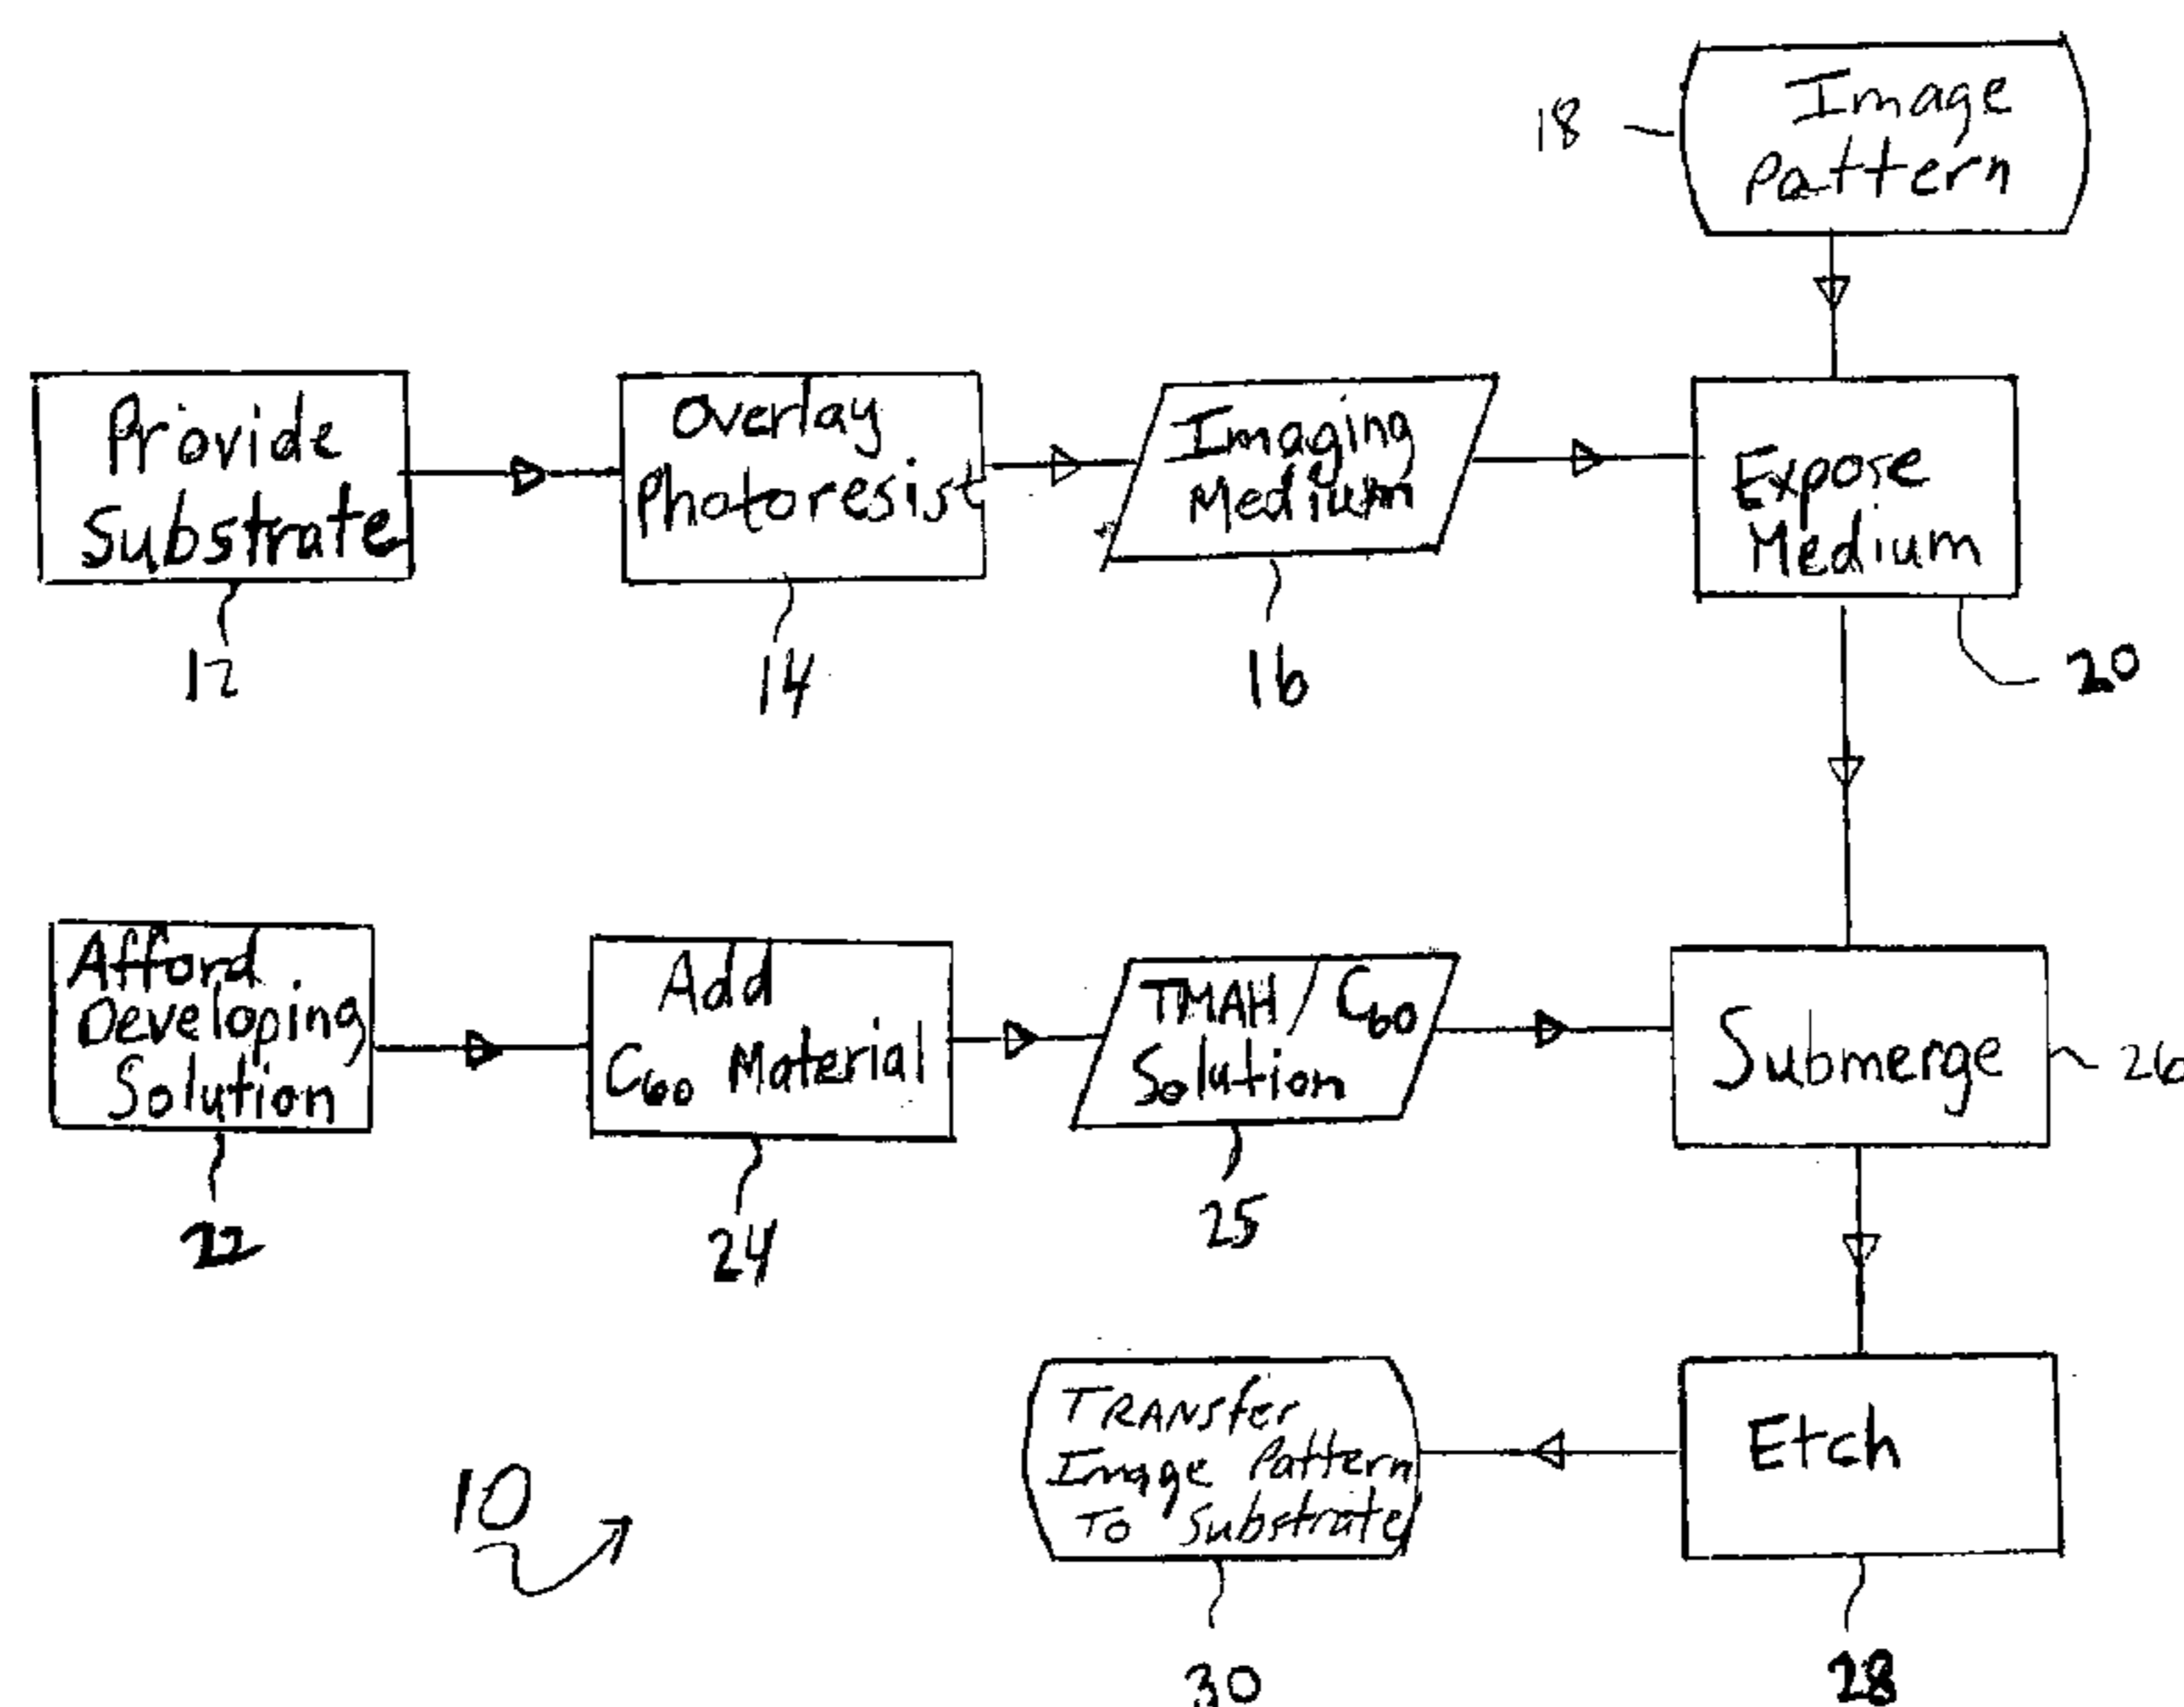 Image
Pattern
18
Provide
Substrate
12
Overlay
Photoresist
14
Imaging
Medium
16
Expose
Medium
20
Afford
Developing
Solution
22
Add
C60 Material
24
TMAH/C60
Solution
25
Submerge
26
Etch
28
TRANSfer
Image Pattern
To Substrate
30
10